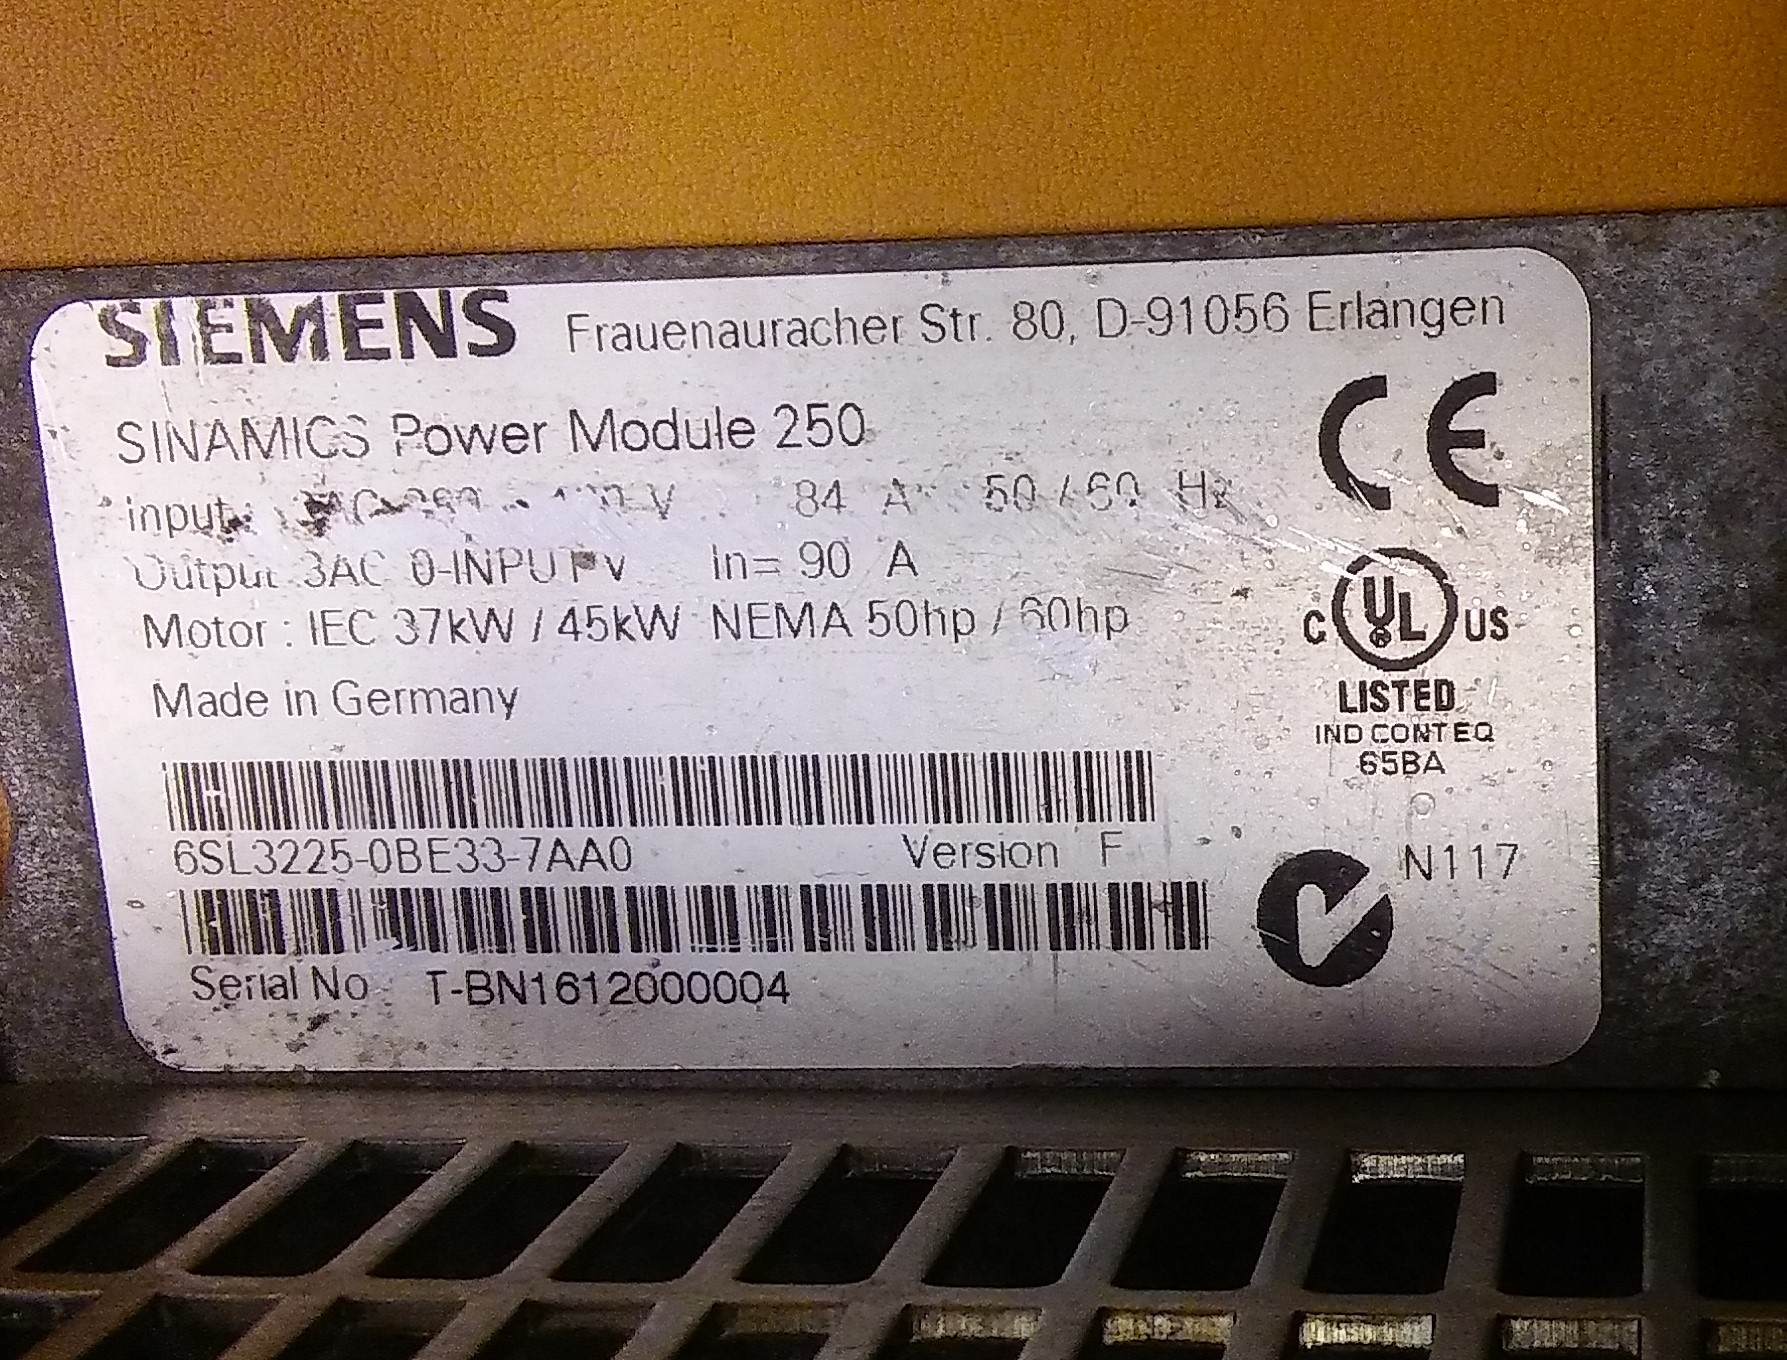 SIEMENS Frauenauracher Str. 80, D-91056 Erlangen
SINAMICS Power Module 250
input: V 84 A 50 / 60 Hz
Output 3AC 0-INPUT v In= 90 A
Motor : IEC 37kW / 45kW NEMA 50hp / 60hp
Made in Germany
CE
C UL US
LISTED
IND CONT EQ
65BA
6SL3225-0BE33-7AA0 Version F
N117
Serial No T-BN1612000004